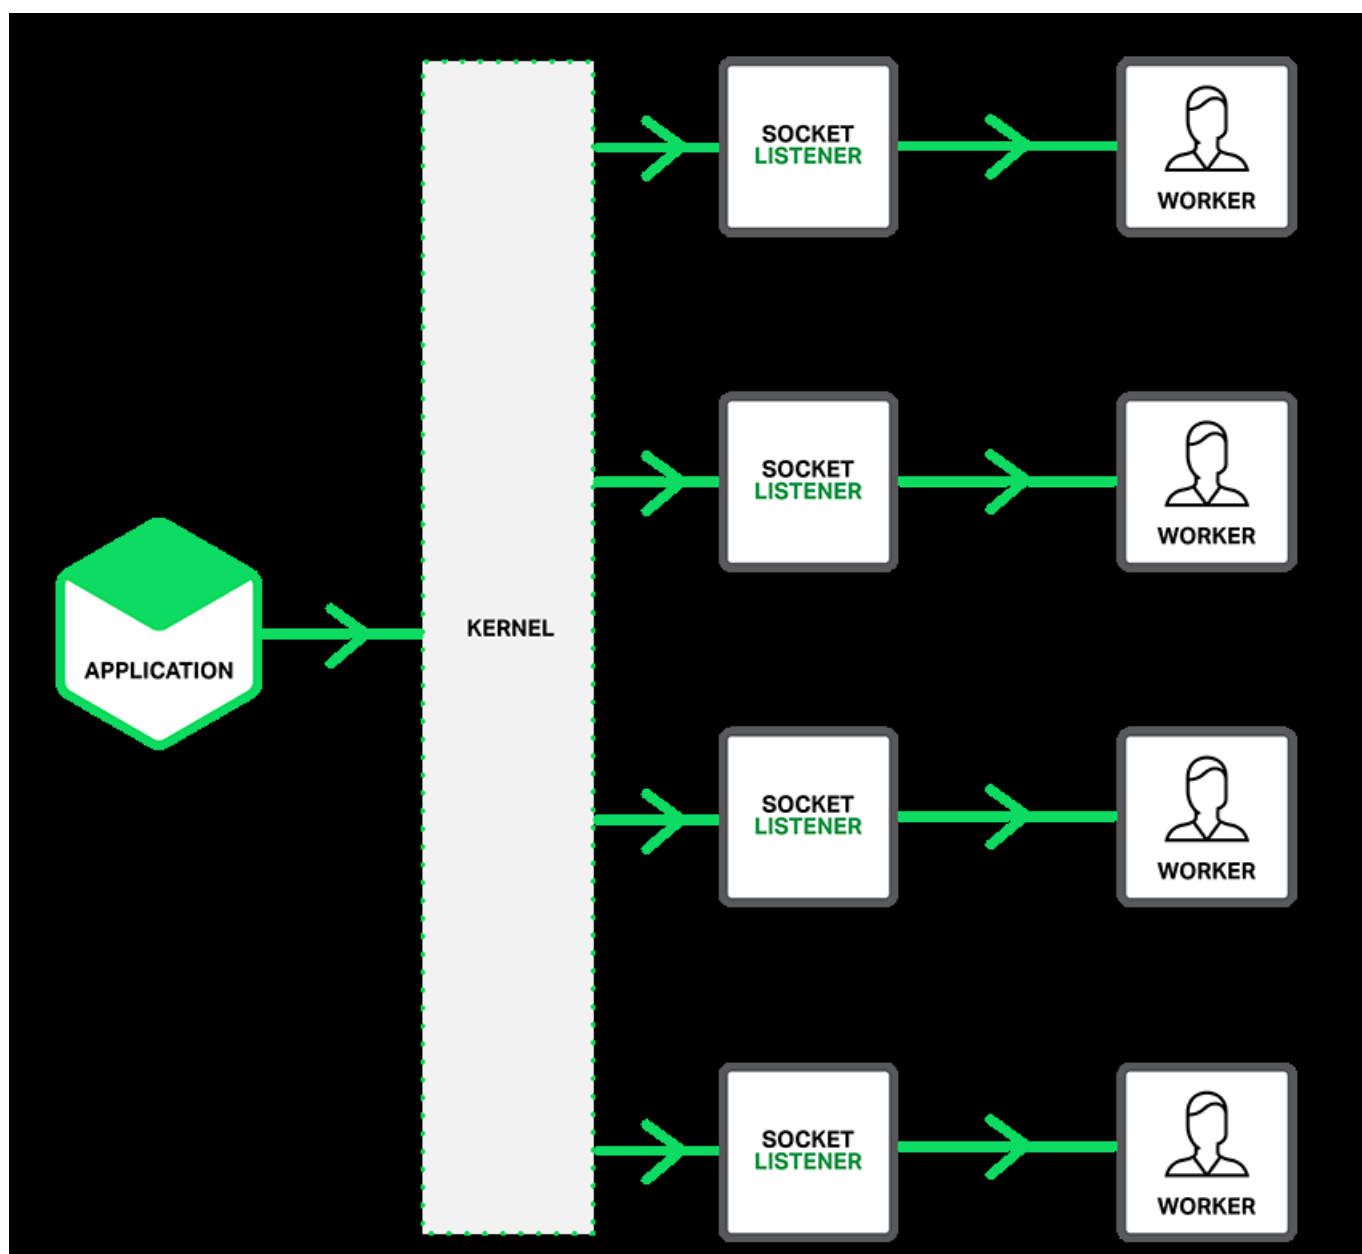 SOCKET
LISTENER
WORKER
SOCKET
LISTENER
WORKER
APPLICATION
KERNEL
SOCKET
LISTENER
WORKER
SOCKET
LISTENER
WORKER